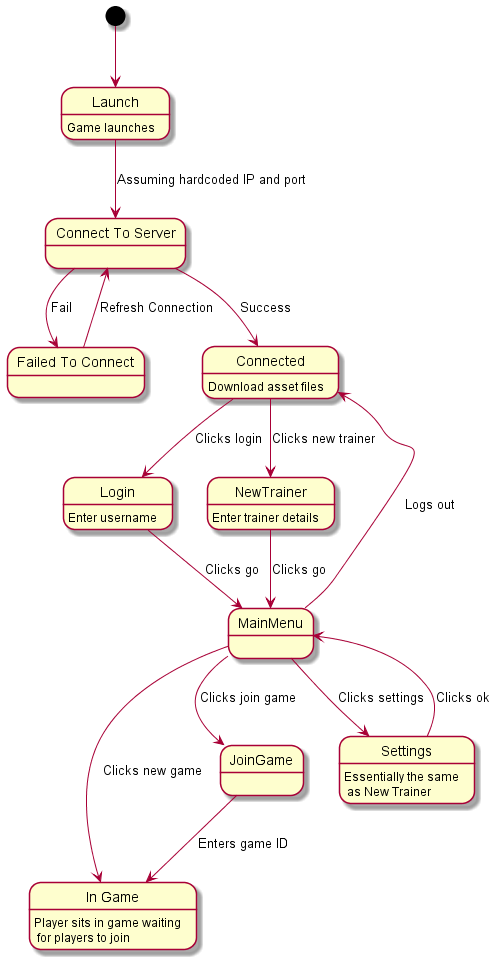 Launch
Game launches
Assuming hardcoded IP and port
Connect To Server
Fail
Refresh Connection
Success
Failed To Connect
Connected
Download asset files
Clicks login
Clicks new trainer
Login
Enter username
NewTrainer
Enter trainer details
Logs out
Clicks go
Clicks go
MainMenu
Clicks join game
Clicks settings
Clicks ok
Clicks new game
JoinGame
Settings
Essentially the same
as New Trainer
Enters game ID
In Game
Player sits in game waiting
for players to join